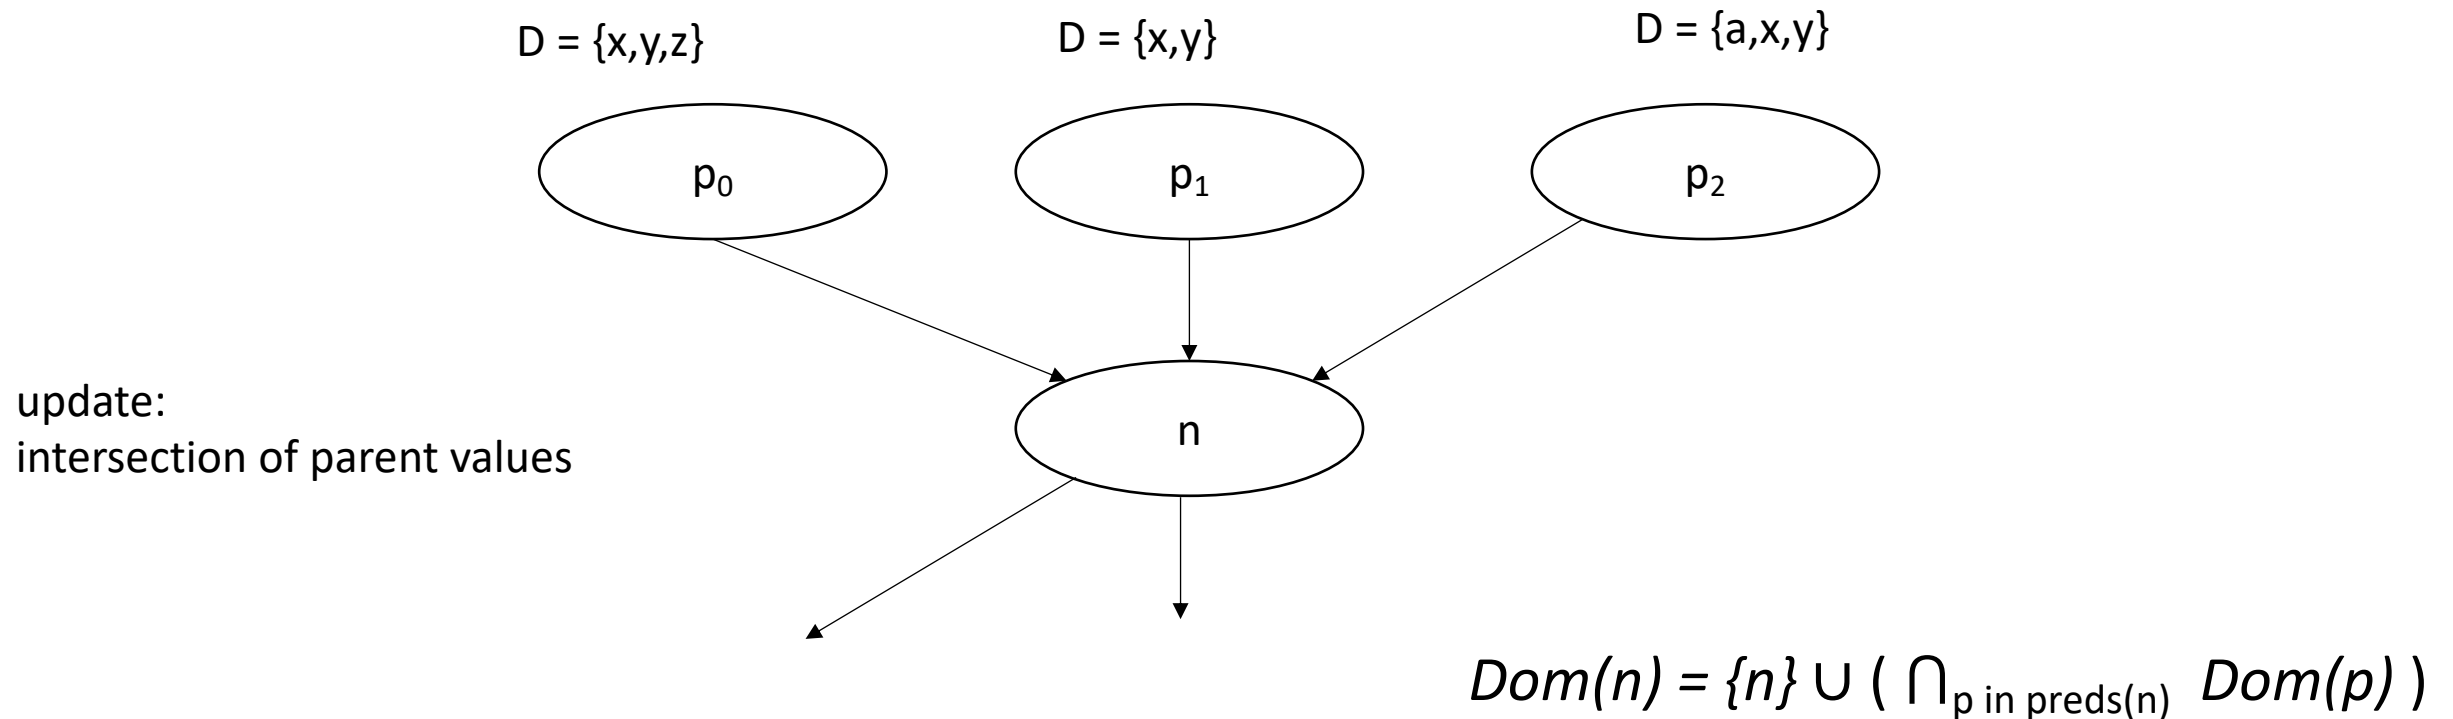 D = {x,y,z}
D = {x,y}
D = {a,x,y}
p₀
p₁
p₂
n
update:
intersection of parent values
Dom(n) = {n} ∪ ( ⋂p in preds(n) Dom(p) )